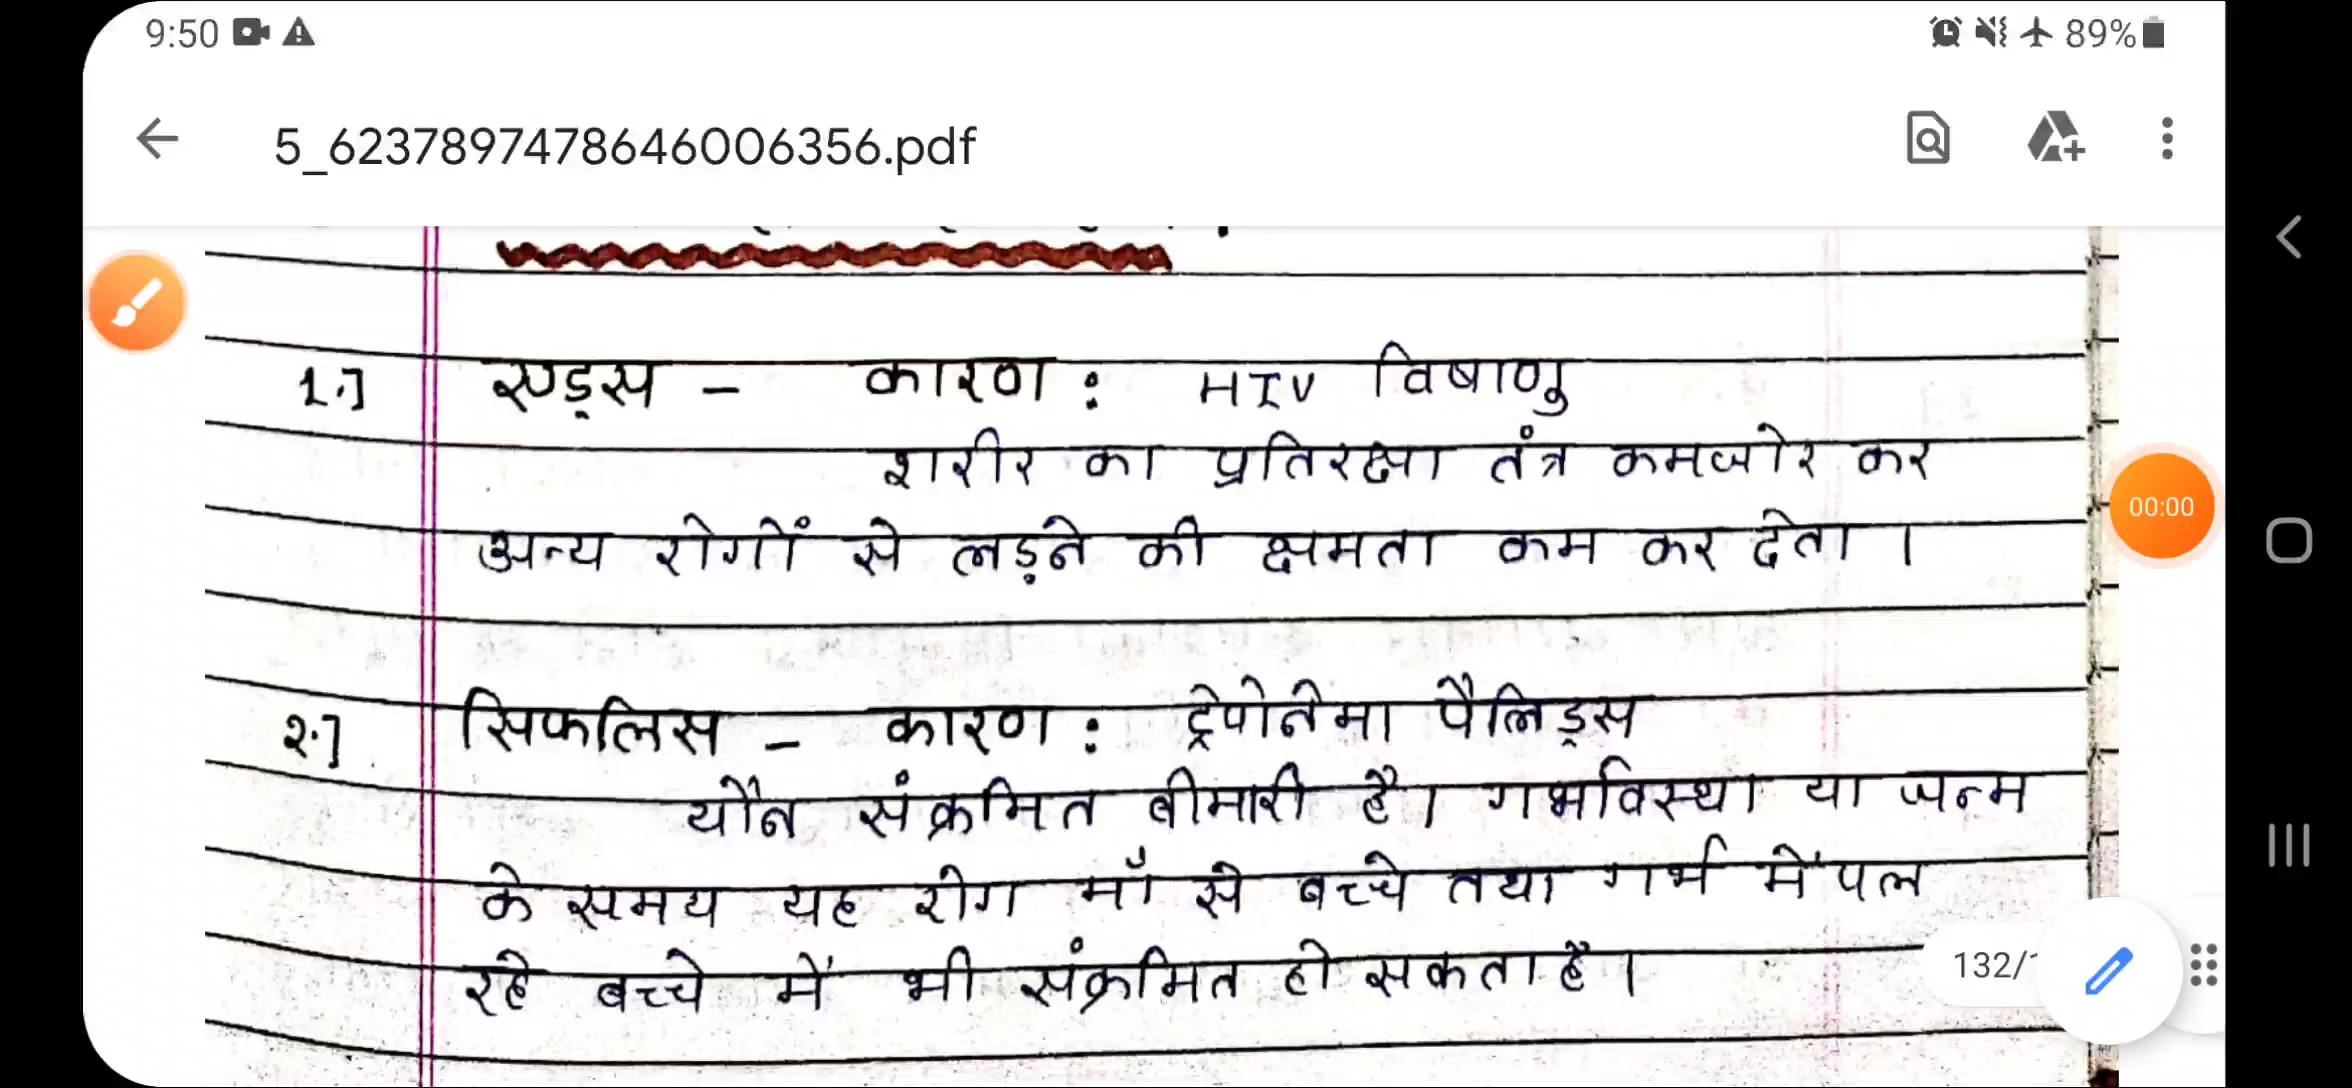 9:50
89%
5_6237897478646006356.pdf
1.] एड्स - कारण : HIV विषाणु
शरीर का प्रतिरक्षा तंत्र कमजोर कर
00:00
अन्य रोगों से लड़ने की क्षमता कम कर देता ।
2.] सिफलिस - कारण : ट्रेपोनेमा पैलिड्स
यौन संक्रमित बीमारी है। गर्भावस्था या जन्म
के समय यह रोग माँ से बच्चे तथा गर्भ में पल
रहे बच्चे में भी संक्रमित हो सकता है ।
132/